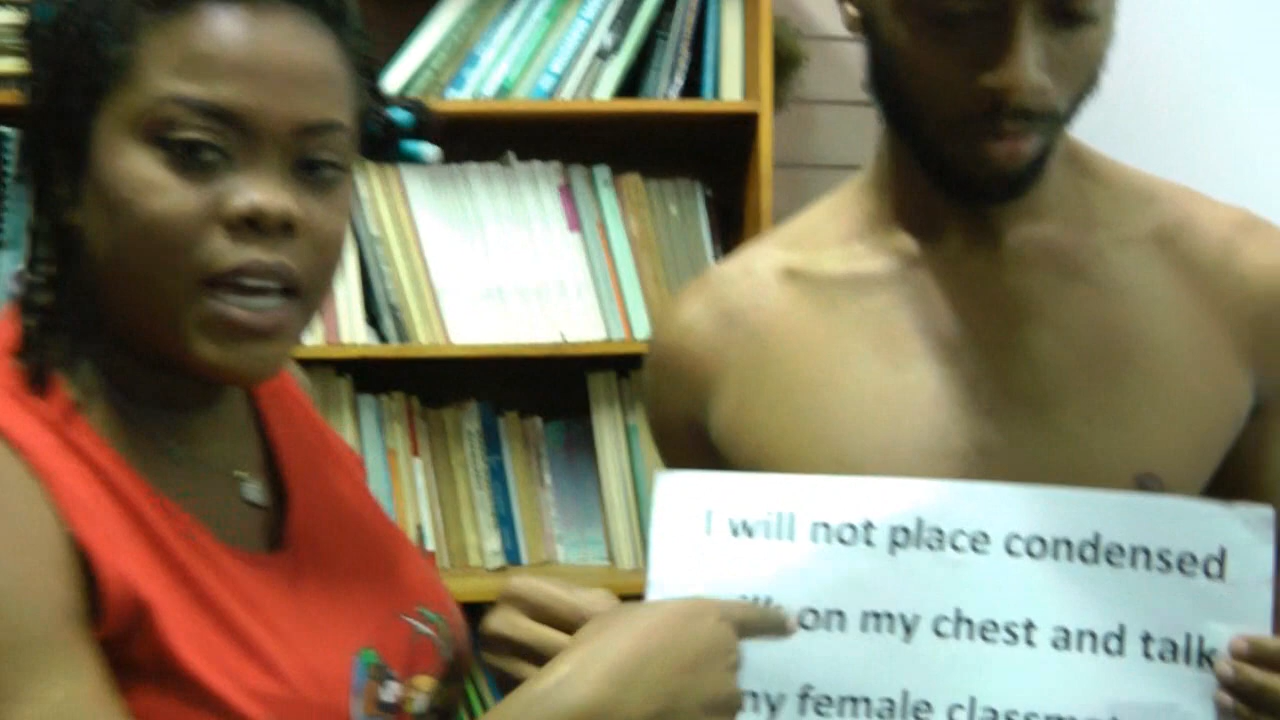 I will not place condensed
on my chest and talk
my female